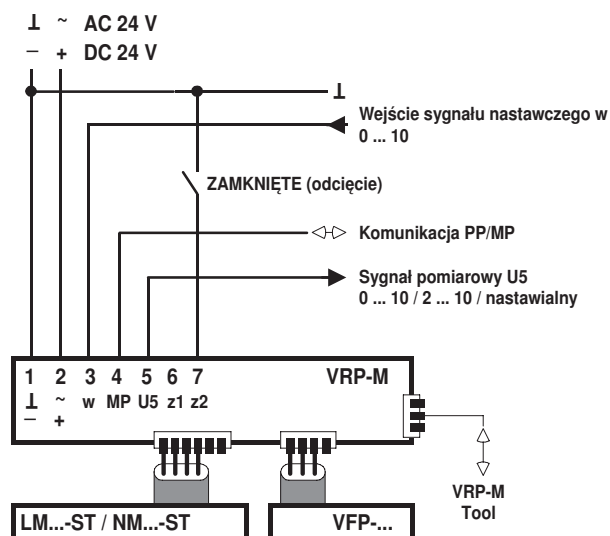 ⊥ ~ AC 24 V
− + DC 24 V
⊥
Wejście sygnału nastawczego w
0 ... 10
ZAMKNIĘTE (odcięcie)
Komunikacja PP/MP
Sygnał pomiarowy U5
0 ... 10 / 2 ... 10 / nastawialny
1 2 3 4 5 6 7 VRP-M
⊥ ~ w MP U5 z1 z2
− +
VRP-M
Tool
LM...-ST / NM...-ST VFP-...